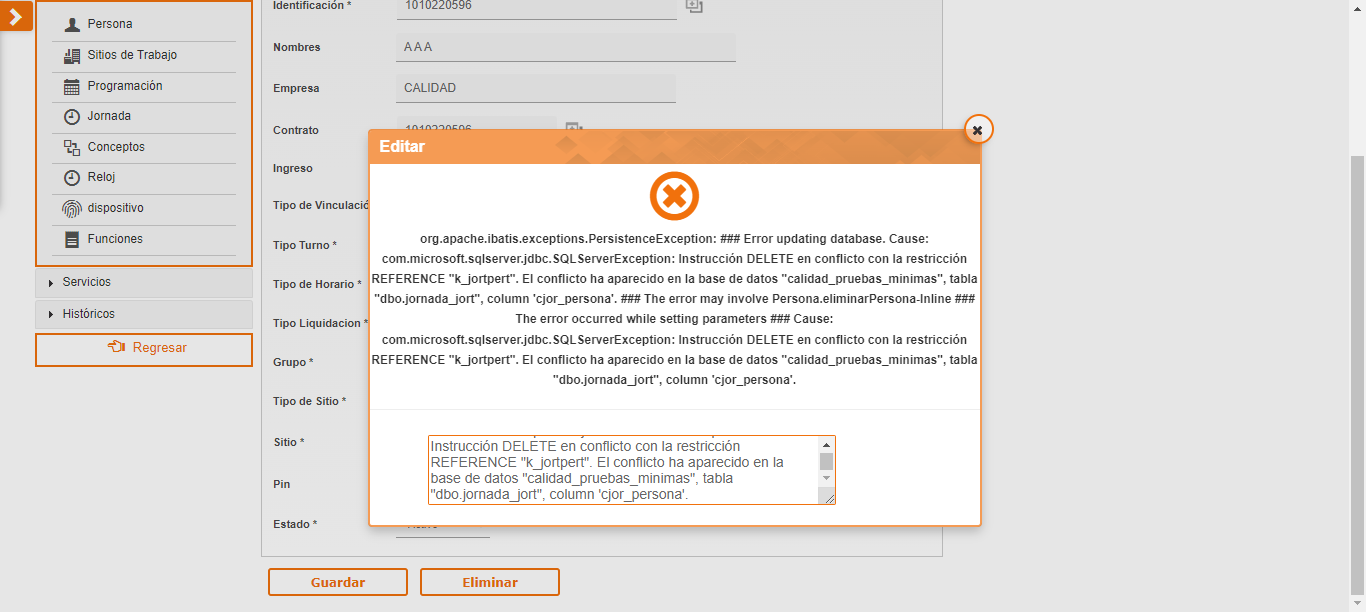 Persona
Sitios de Trabajo
Programación
Jornada
Conceptos
Reloj
dispositivo
Funciones
Servicios
Históricos
Regresar
Identificación * 1010220596
Nombres A A A
Empresa CALIDAD
Contrato 1010220596
Ingreso
Tipo de Vinculació
Tipo Turno *
Tipo de Horario *
Tipo Liquidacion *
Grupo *
Tipo de Sitio *
Sitio *
Pin
Estado * Activo
Guardar Eliminar
Editar
org.apache.ibatis.exceptions.PersistenceException: ### Error updating database. Cause:
com.microsoft.sqlserver.jdbc.SQLServerException: Instrucción DELETE en conflicto con la restricción
REFERENCE "k_jortpert". El conflicto ha aparecido en la base de datos "calidad_pruebas_minimas", tabla
"dbo.jornada_jort", column 'cjor_persona'. ### The error may involve Persona.eliminarPersona-Inline ###
The error occurred while setting parameters ### Cause:
com.microsoft.sqlserver.jdbc.SQLServerException: Instrucción DELETE en conflicto con la restricción
REFERENCE "k_jortpert". El conflicto ha aparecido en la base de datos "calidad_pruebas_minimas", tabla
"dbo.jornada_jort", column 'cjor_persona'.
Instrucción DELETE en conflicto con la restricción
REFERENCE "k_jortpert". El conflicto ha aparecido en la
base de datos "calidad_pruebas_minimas", tabla
"dbo.jornada_jort", column 'cjor_persona'.